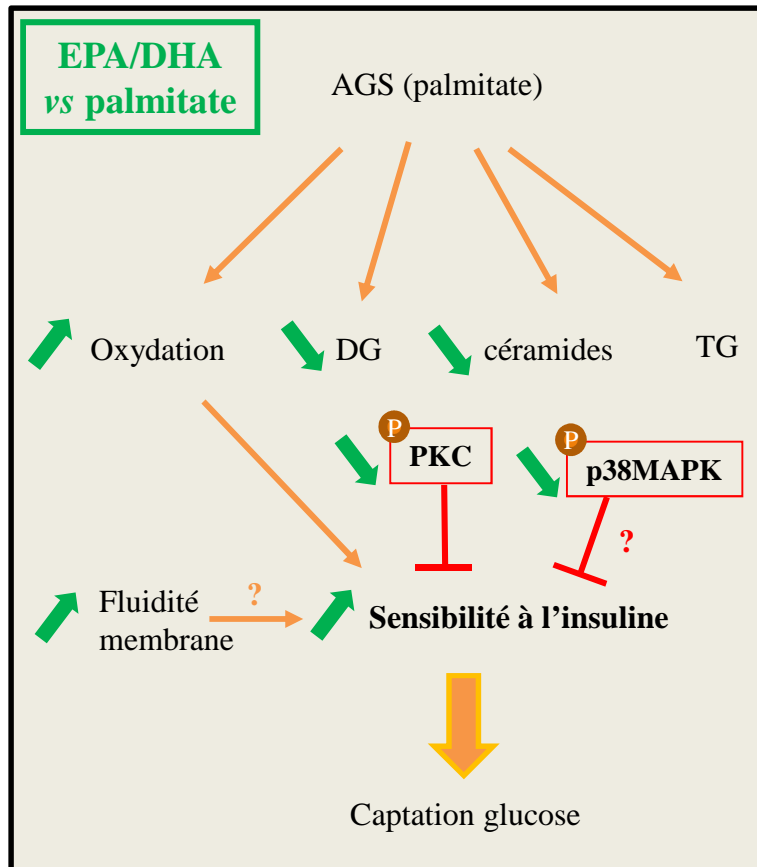 EPA/DHA
vs palmitate
AGS (palmitate)
Oxydation
DG
céramides
TG
P
PKC
P
p38MAPK
?
Fluidité
membrane
?
Sensibilité à l’insuline
Captation glucose